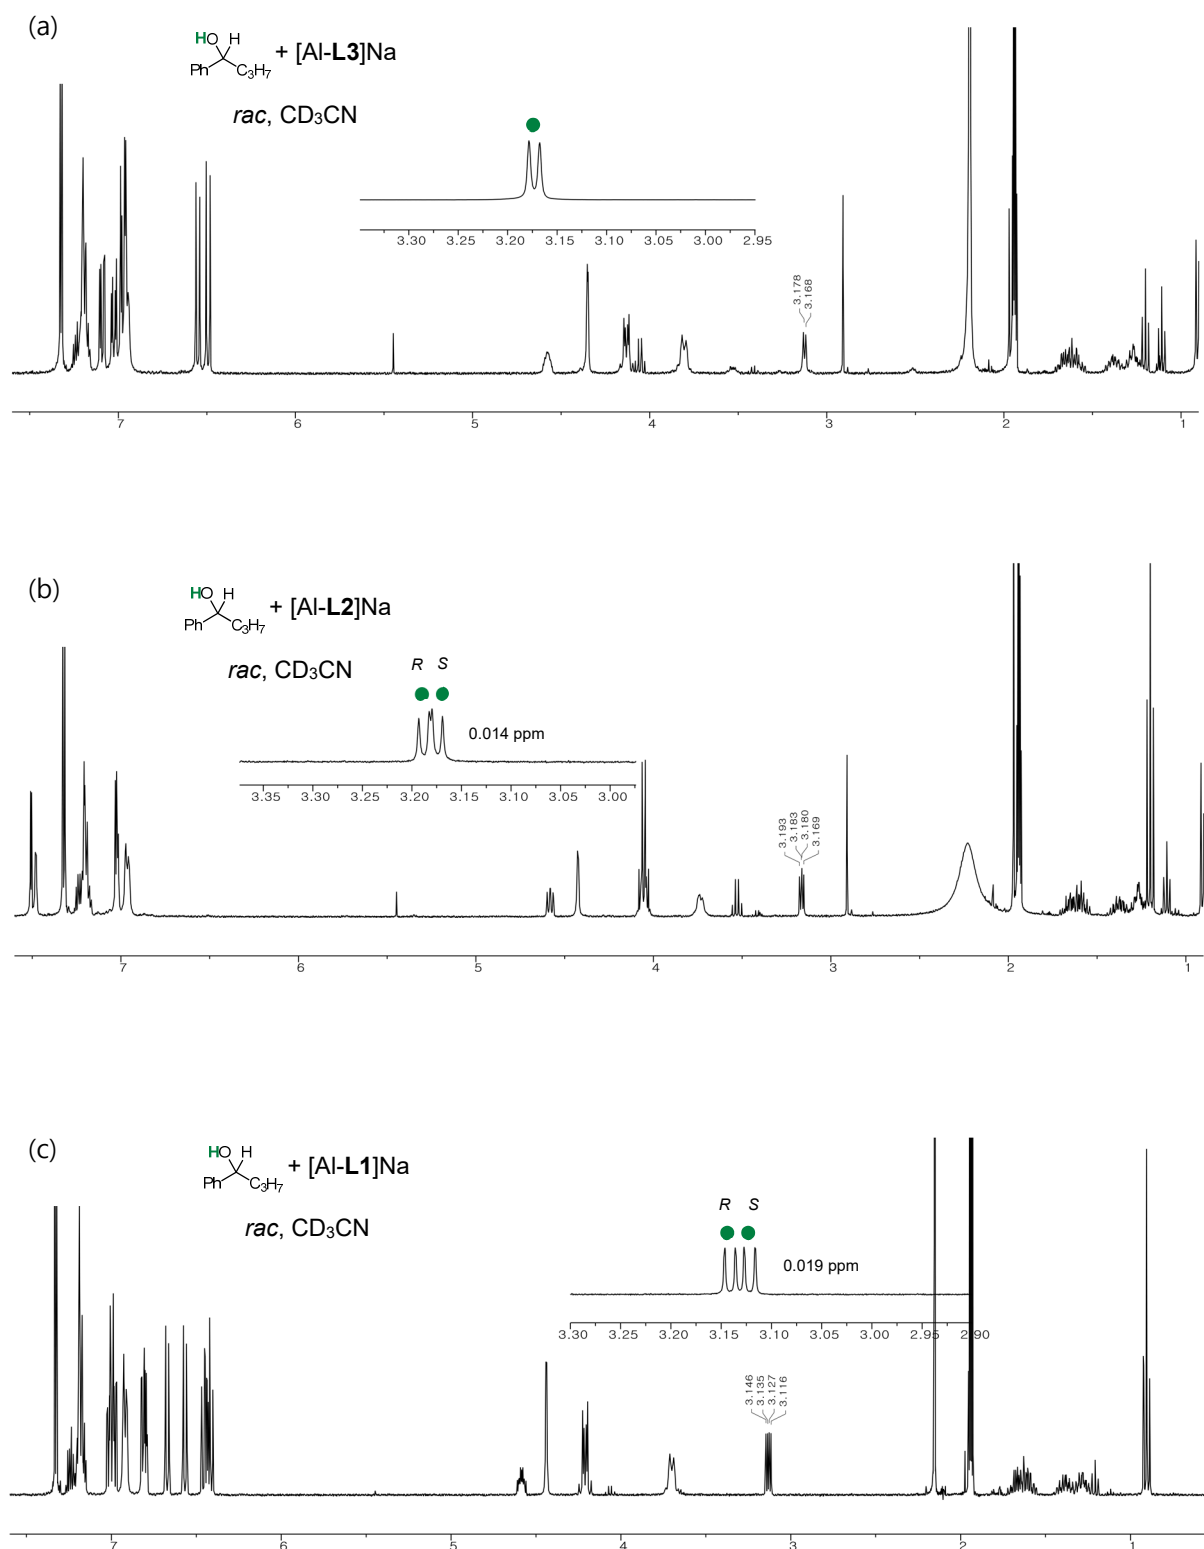 (a)
HO H
Ph C3H7
+ [Al-L3]Na
rac, CD3CN
3.30 3.25 3.20 3.15 3.10 3.05 3.00 2.95
3.178
3.168
7 6 5 4 3 2 1
(b)
HO H
Ph C3H7
+ [Al-L2]Na
rac, CD3CN
R S
0.014 ppm
3.35 3.30 3.25 3.20 3.15 3.10 3.05 3.00
3.193
3.183
3.180
3.169
7 6 5 4 3 2 1
(c)
HO H
Ph C3H7
+ [Al-L1]Na
rac, CD3CN
R S
0.019 ppm
3.30 3.25 3.20 3.15 3.10 3.05 3.00 2.95 2.90
3.146
3.135
3.127
3.116
7 6 5 4 3 2 1